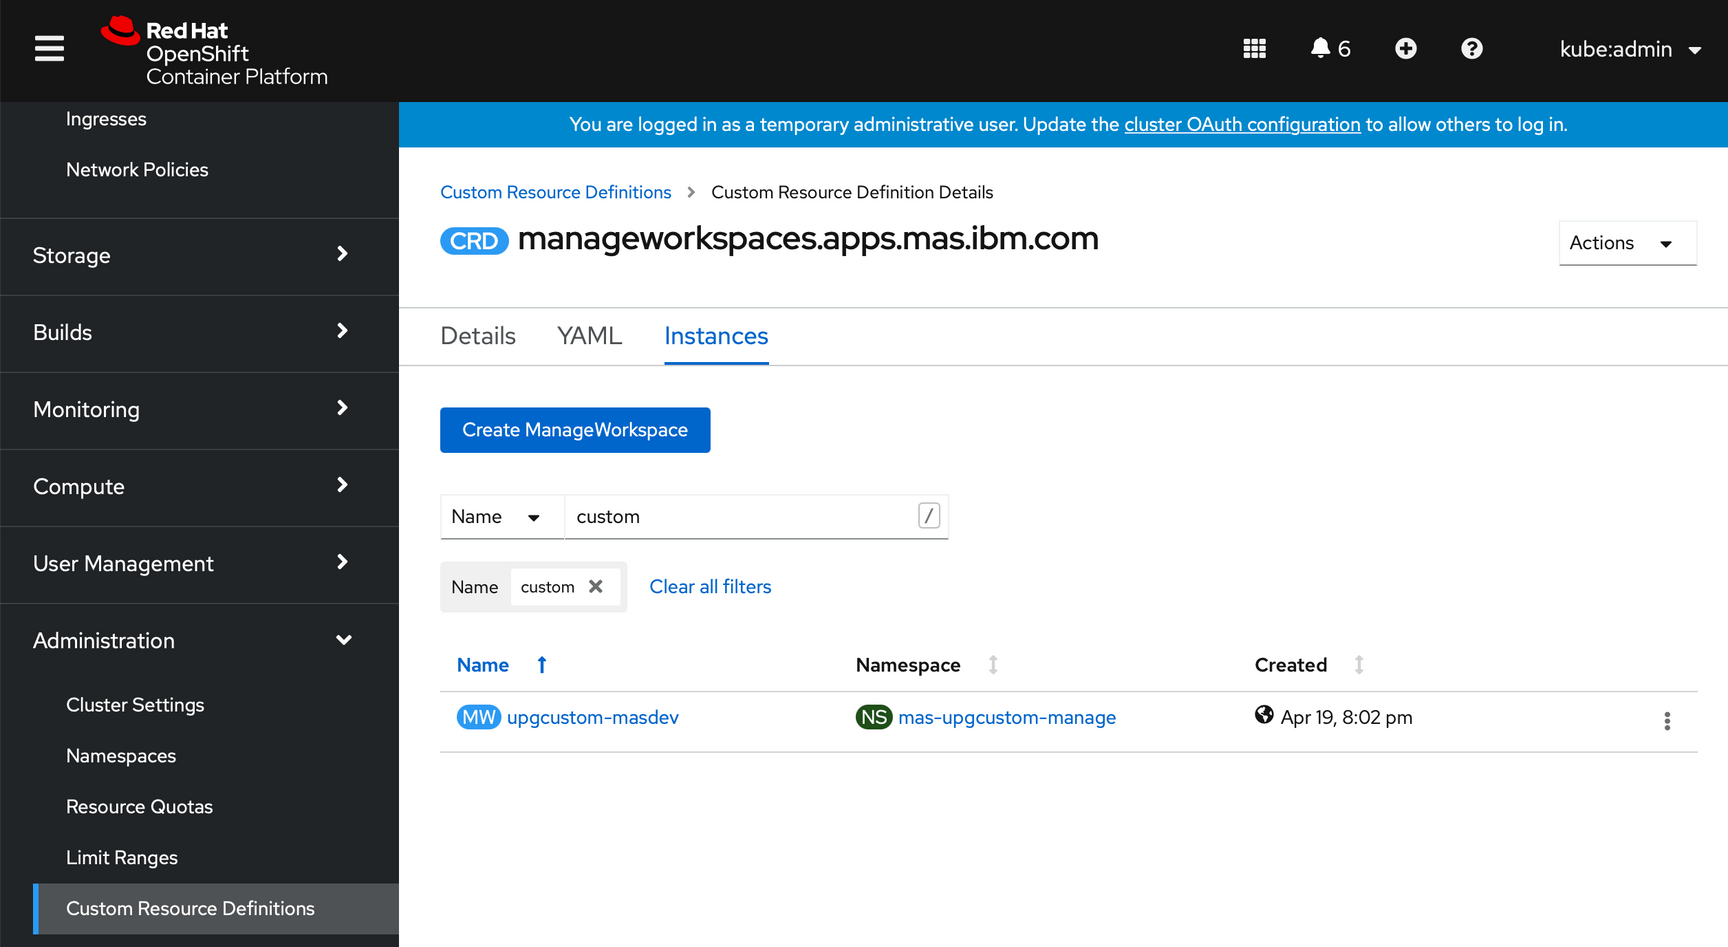 Red Hat
OpenShift
Container Platform
6
kube:admin
Ingresses
Network Policies
Storage
Builds
Monitoring
Compute
User Management
Administration
Cluster Settings
Namespaces
Resource Quotas
Limit Ranges
Custom Resource Definitions
You are logged in as a temporary administrative user. Update the cluster OAuth configuration to allow others to log in.
Custom Resource Definitions > Custom Resource Definition Details
CRD manageworkspaces.apps.mas.ibm.com
Actions
Details YAML Instances
Create ManageWorkspace
Name custom /
Name custom Clear all filters
Name Namespace Created
MW upgcustom-masdev NS mas-upgcustom-manage Apr 19, 8:02 pm